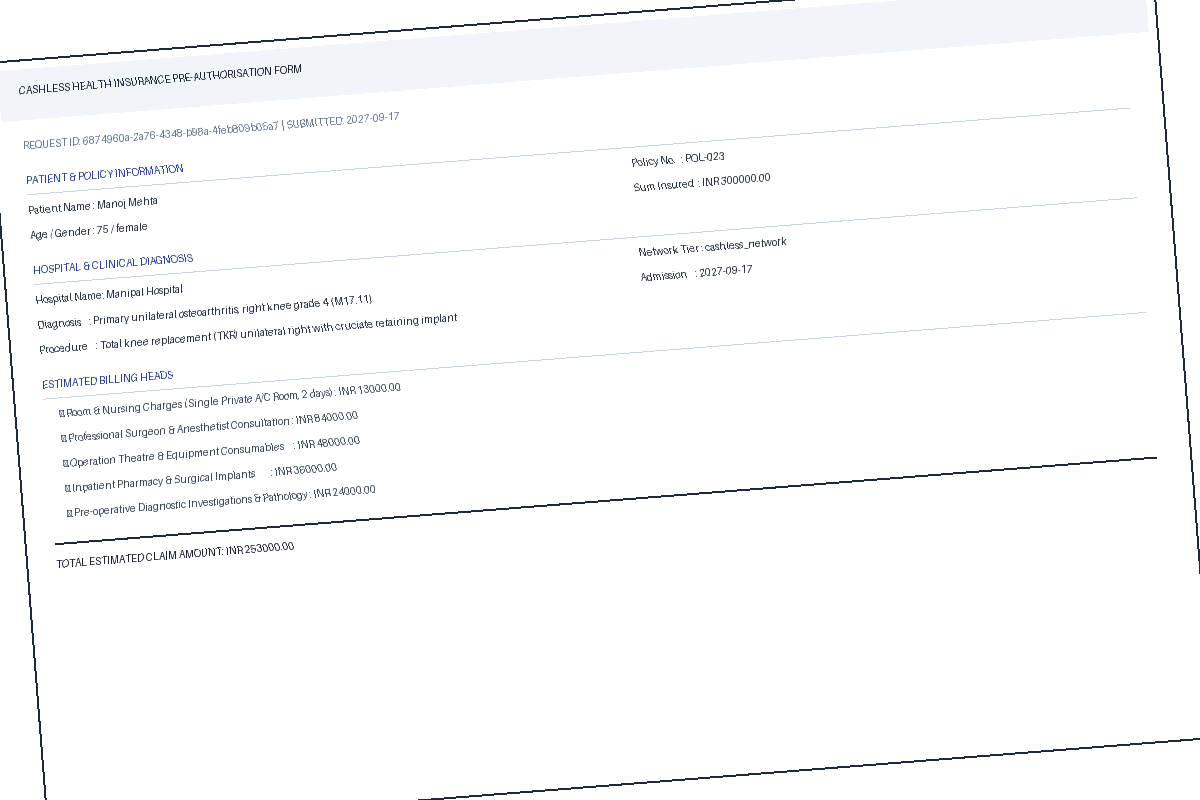 CASHLESS HEALTH INSURANCE PRE-AUTHORISATION FORM
REQUEST ID: 6874960a-2a76-4348-b98a-4feb809b05a7 | SUBMITTED: 2027-09-17
PATIENT & POLICY INFORMATION
Patient Name : Manoj Mehta
Policy No. : POL-023
Age / Gender : 75 / female
Sum Insured : INR 300000.00
HOSPITAL & CLINICAL DIAGNOSIS
Hospital Name: Manipal Hospital
Network Tier : cashless_network
Diagnosis : Primary unilateral osteoarthritis, right knee grade 4 (M17.11)
Admission : 2027-09-17
Procedure : Total knee replacement (TKR) unilateral right with cruciate retaining implant
ESTIMATED BILLING HEADS
Room & Nursing Charges (Single Private A/C Room, 2 days) : INR 13000.00
Professional Surgeon & Anesthetist Consultation : INR 84000.00
Operation Theatre & Equipment Consumables : INR 48000.00
Inpatient Pharmacy & Surgical Implants : INR 36000.00
Pre-operative Diagnostic Investigations & Pathology : INR 24000.00
TOTAL ESTIMATED CLAIM AMOUNT: INR 253000.00